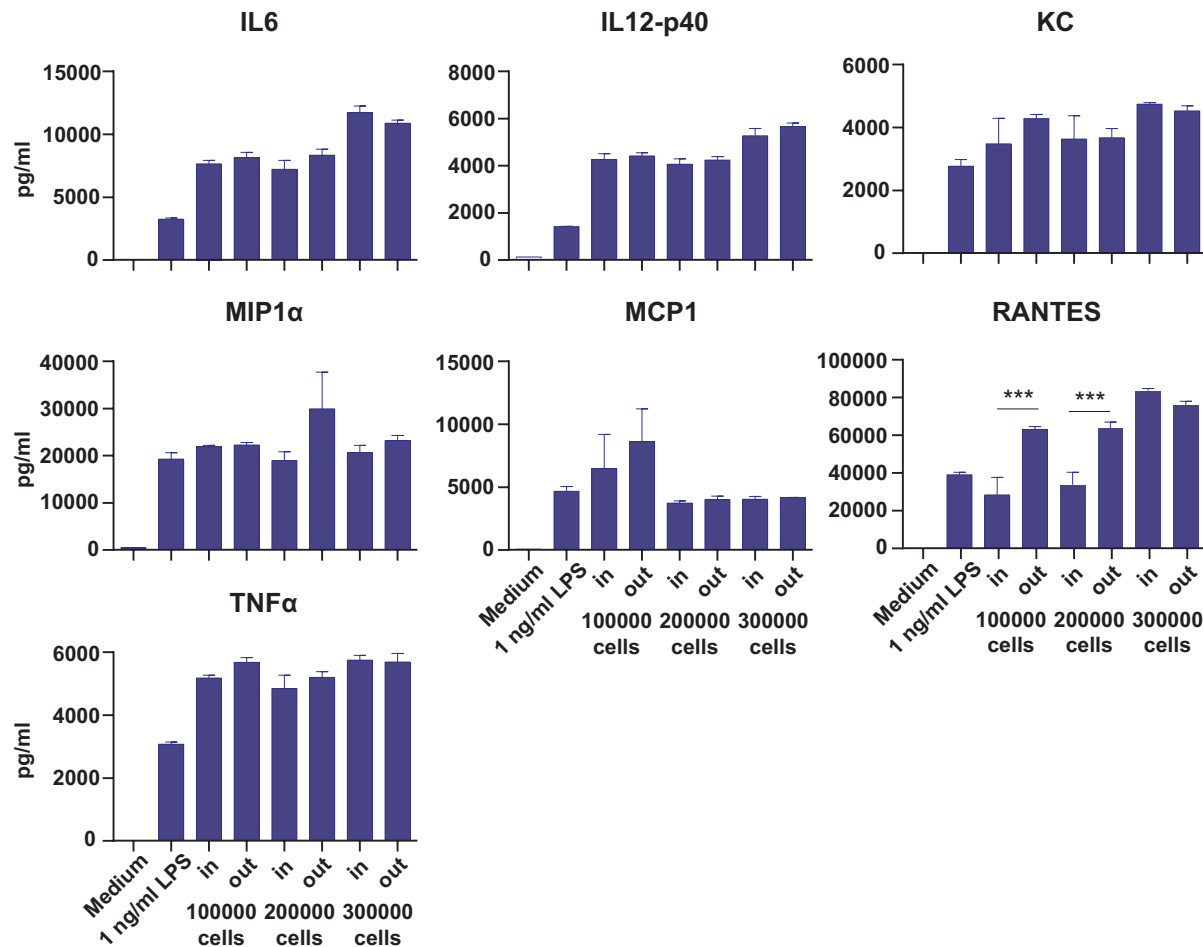 IL6
IL12-p40
KC
15000
10000
5000
0
pg/ml
8000
6000
4000
2000
0
6000
4000
2000
0
MIP1α
MCP1
RANTES
40000
30000
20000
10000
0
pg/ml
15000
10000
5000
0
Medium
1 ng/ml LPS
in
out
in
out
in
out
100000 200000 300000
cells cells cells
100000
80000
60000
40000
20000
0
*** ***
Medium
1 ng/ml LPS
in
out
in
out
in
out
100000 200000 300000
cells cells cells
TNFα
6000
4000
2000
0
pg/ml
Medium
1 ng/ml LPS
in
out
in
out
in
out
100000 200000 300000
cells cells cells